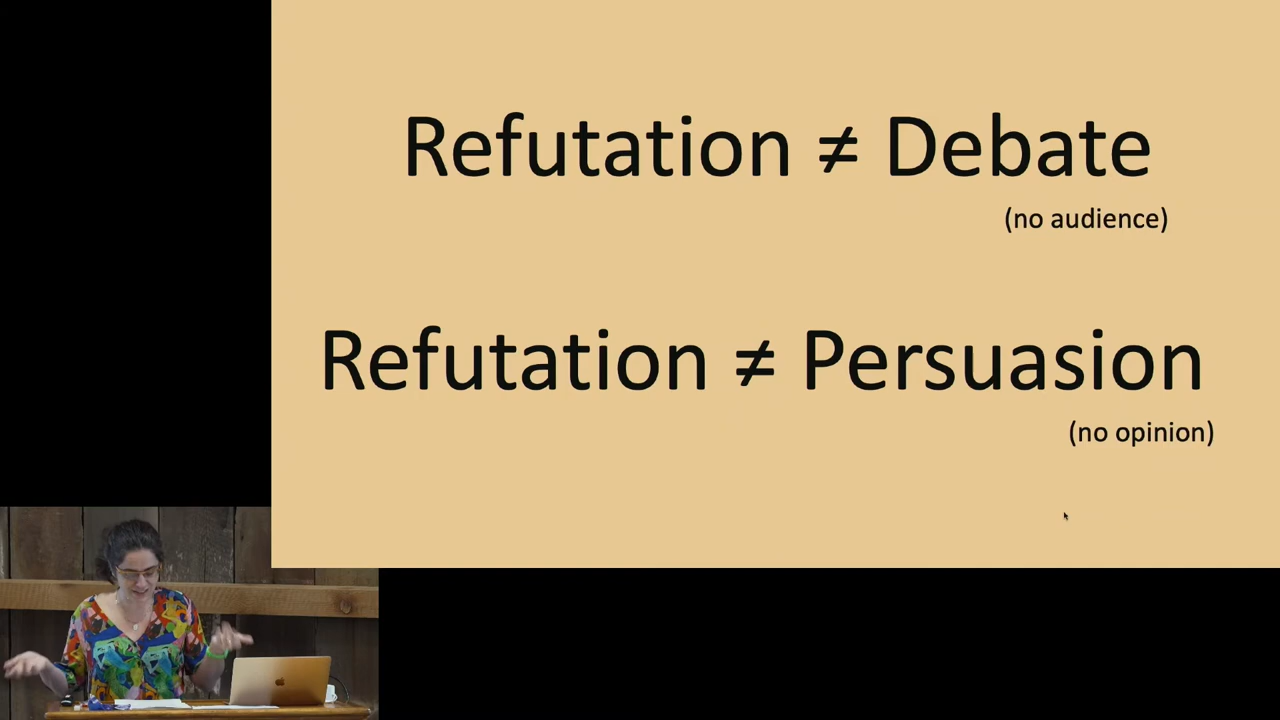 Refutation ≠ Debate
(no audience)
Refutation ≠ Persuasion
(no opinion)